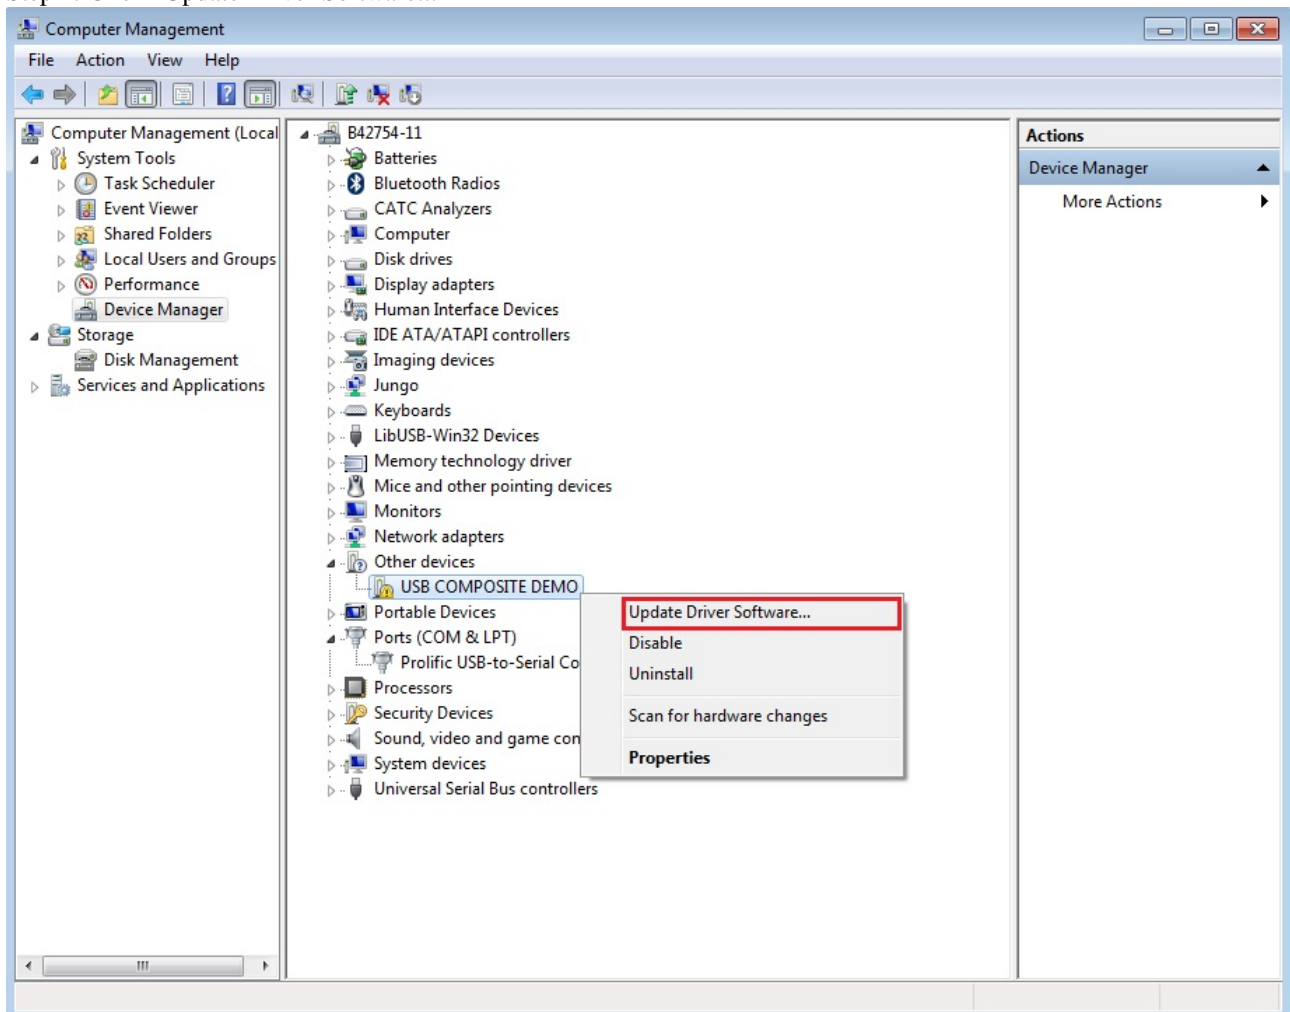 Computer Management
File Action View Help
Computer Management (Local
System Tools
Task Scheduler
Event Viewer
Shared Folders
Local Users and Groups
Performance
Device Manager
Storage
Disk Management
Services and Applications
B42754-11
Batteries
Bluetooth Radios
CATC Analyzers
Computer
Disk drives
Display adapters
Human Interface Devices
IDE ATA/ATAPI controllers
Imaging devices
Jungo
Keyboards
LibUSB-Win32 Devices
Memory technology driver
Mice and other pointing devices
Monitors
Network adapters
Other devices
USB COMPOSITE DEMO
Portable Devices
Ports (COM & LPT)
Prolific USB-to-Serial Co
Processors
Security Devices
Sound, video and game con
System devices
Universal Serial Bus controllers
Update Driver Software...
Disable
Uninstall
Scan for hardware changes
Properties
Actions
Device Manager
More Actions